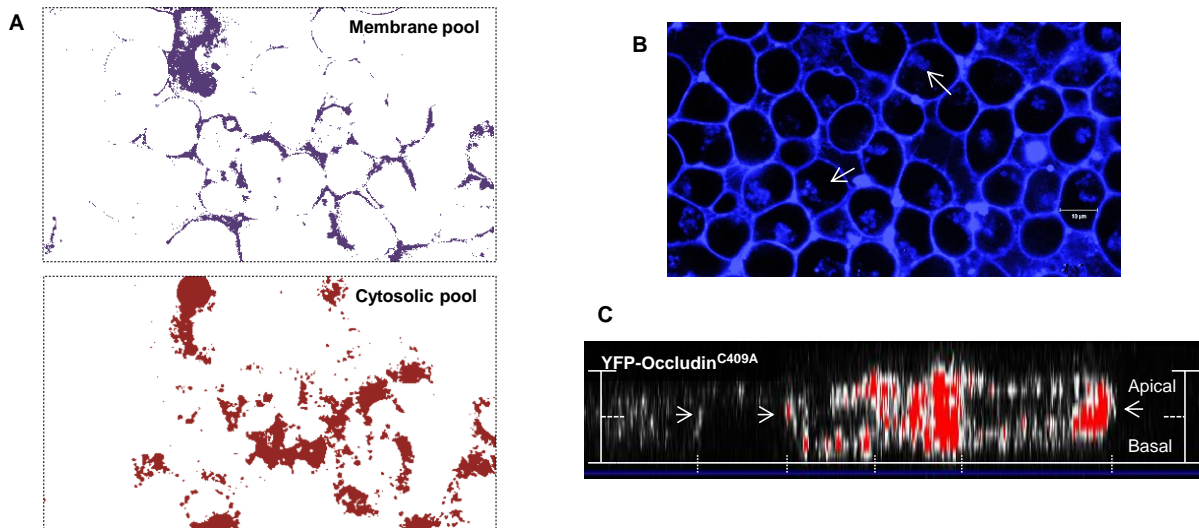 A
Membrane pool
Cytosolic pool
B
10 µm
C
YFP-Occludin^C409A
Apical
Basal